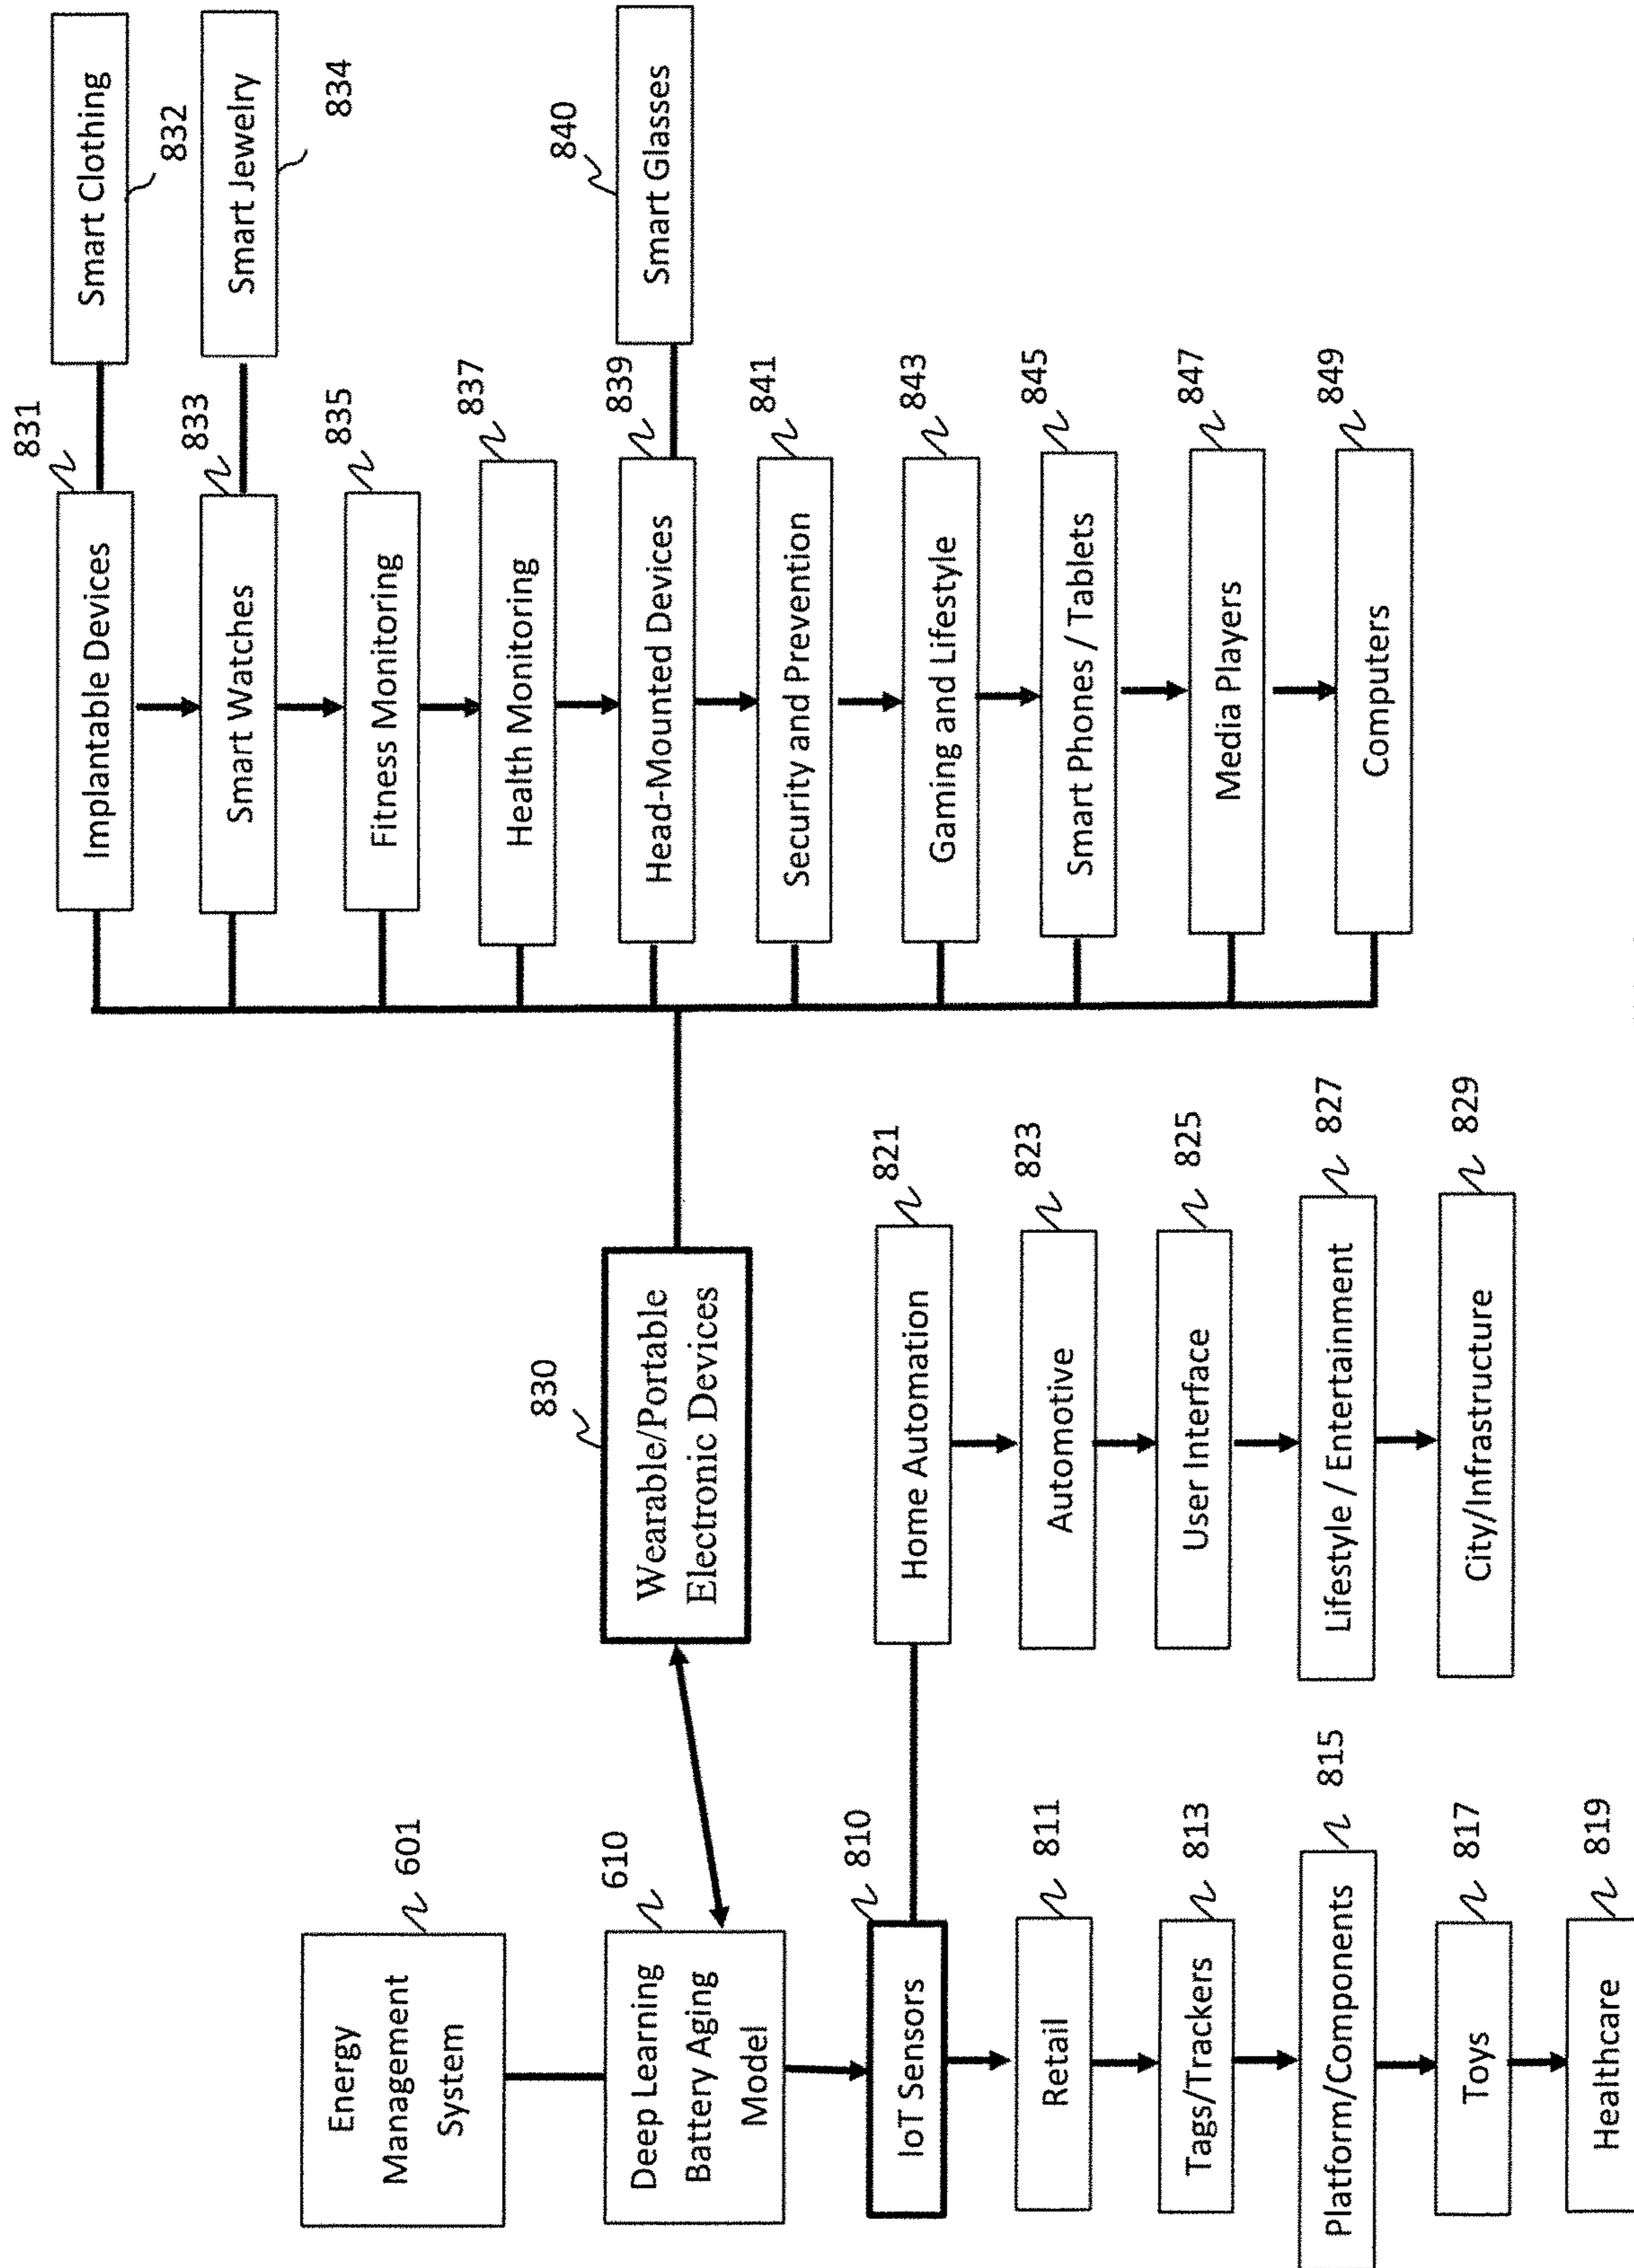 Energy
Management
System
601
Deep Learning
Battery Aging
Model
610
IoT Sensors
810
Retail
811
Tags/Trackers
813
Platform/Components
815
Toys
817
Healthcare
819
Wearable/Portable
Electronic Devices
830
Home Automation
821
Automotive
823
User Interface
825
Lifestyle / Entertainment
827
City/Infrastructure
829
Implantable Devices
831
Smart Clothing
832
Smart Watches
833
Smart Jewelry
834
Fitness Monitoring
835
Health Monitoring
837
Head-Mounted Devices
839
Smart Glasses
840
Security and Prevention
841
Gaming and Lifestyle
843
Smart Phones / Tablets
845
Media Players
847
Computers
849